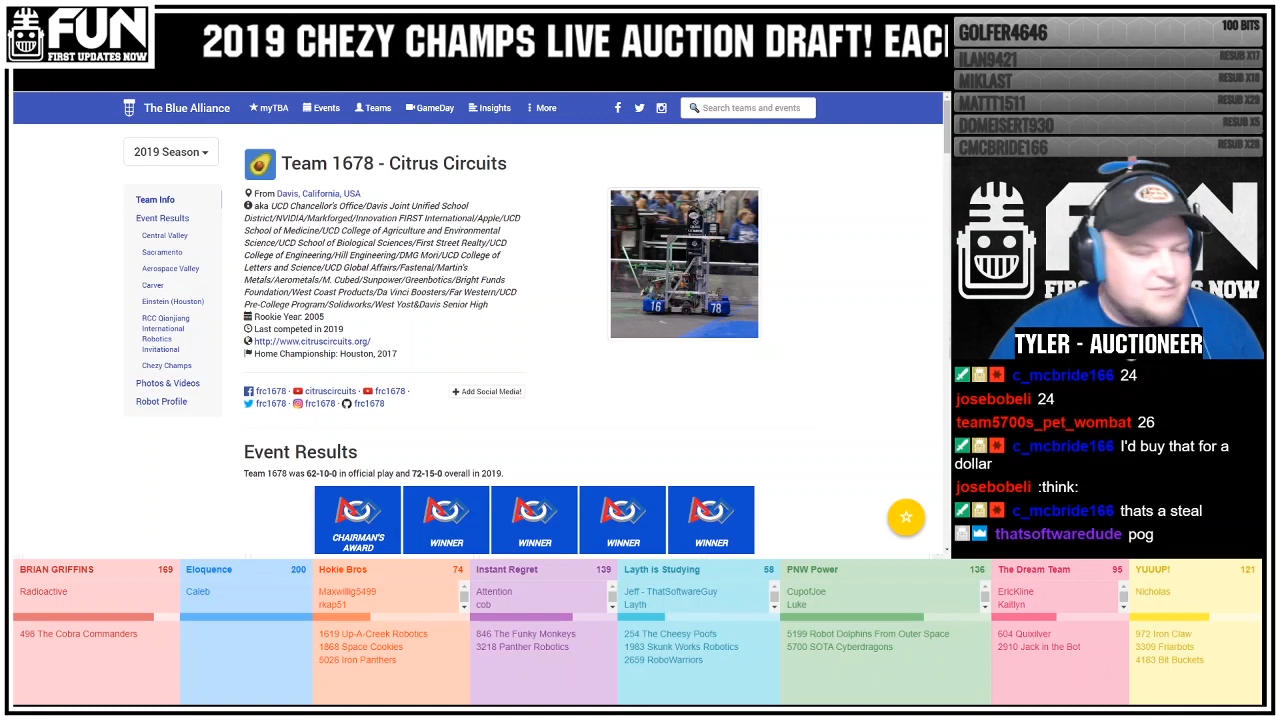 FUN
FIRST UPDATES NOW
2019 CHEZY CHAMPS LIVE AUCTION DRAFT! EAC
The Blue Alliance
myTBA
Events
Teams
GameDay
Insights
More
Search teams and events
2019 Season
Team Info
Event Results
Central Valley
Sacramento
Aerospace Valley
Carver
Einstein (Houston)
RCC Qianjiang
International
Robotics
Invitational
Chezy Champs
Photos & Videos
Robot Profile
Team 1678 - Citrus Circuits
From Davis, California, USA
aka UCD Chancellor's Office/Davis Joint Unified School
District/NVIDIA/Markforged/Innovation FIRST International/Apple/UCD
School of Medicine/UCD College of Agriculture and Environmental
Science/UCD School of Biological Sciences/First Street Realty/UCD
College of Engineering/Hill Engineering/DMG Mori/UCD College of
Letters and Science/UCD Global Affairs/Fastenal/Martin's
Metals/Aerometals/M. Cubed/Sunpower/Greenbotics/Bright Funds
Foundation/West Coast Products/Da Vinci Boosters/Far Western/UCD
Pre-College Program/Solidworks/West Yost&Davis Senior High
Rookie Year: 2005
Last competed in 2019
http://www.citruscircuits.org/
Home Championship: Houston, 2017
frc1678 · citruscircuits · frc1678 ·
frc1678 · frc1678 · frc1678
+ Add Social Media!
16 78
Event Results
Team 1678 was 62-10-0 in official play and 72-15-0 overall in 2019.
CHAIRMAN'S
AWARD
WINNER
WINNER
WINNER
WINNER
GOLFER4646 100 BITS
ILAN9421 RESUB X17
MIKLAST RESUB X18
MATTT1511 RESUB X29
DOMEISERT930 RESUB X5
CMCBRIDE166 RESUB X28
FUN
FIRS
NOW
TYLER - AUCTIONEER
c_mcbride166 24
josebobeli 24
team5700s_pet_wombat 26
c_mcbride166 I'd buy that for a
dollar
josebobeli :think:
c_mcbride166 thats a steal
thatsoftwaredude pog
BRIAN GRIFFINS 169
Radioactive
498 The Cobra Commanders
Eloquence 200
Caleb
Hokie Bros 74
Maxwillig5499
rkap51
1619 Up-A-Creek Robotics
1868 Space Cookies
5026 Iron Panthers
Instant Regret 139
Attention
cob
846 The Funky Monkeys
3218 Panther Robotics
Layth is Studying 58
Jeff - ThatSoftwareGuy
Layth
254 The Cheesy Poofs
1983 Skunk Works Robotics
2659 RoboWarriors
PNW Power 136
CupofJoe
Luke
5199 Robot Dolphins From Outer Space
5700 SOTA Cyberdragons
The Dream Team 95
EricKline
Kaitlyn
604 Quixilver
2910 Jack in the Bot
YUUUP! 121
Nicholas
972 Iron Claw
3309 Friarbots
4183 Bit Buckets